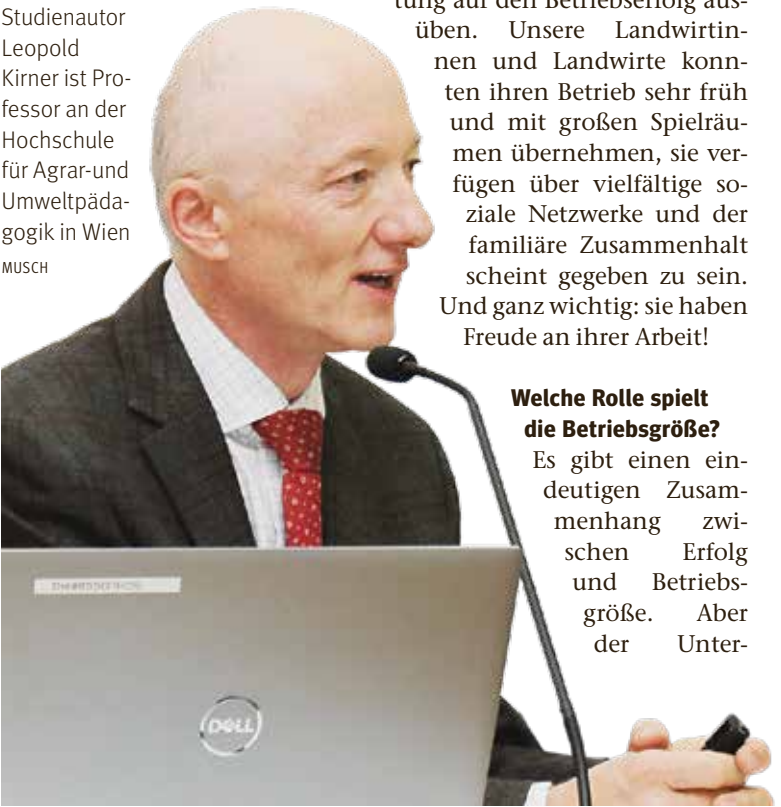 Studienautor
Leopold
Kirner ist Pro-
fessor an der
Hochschule
für Agrar-und
Umweltpäda-
gogik in Wien
MUSCH
tung auf den Betriebserfolg aus-
üben. Unsere Landwirtin-
nen und Landwirte konn-
ten ihren Betrieb sehr früh
und mit großen Spielräu-
men übernehmen, sie ver-
fügen über vielfältige so-
ziale Netzwerke und der
familiäre Zusammenhalt
scheint gegeben zu sein.
Und ganz wichtig: sie haben
Freude an ihrer Arbeit!
Welche Rolle spielt
die Betriebsgröße?
Es gibt einen ein-
deutigen Zusam-
menhang zwi-
schen Erfolg
und Betriebs-
größe. Aber
der Unter-
DELL